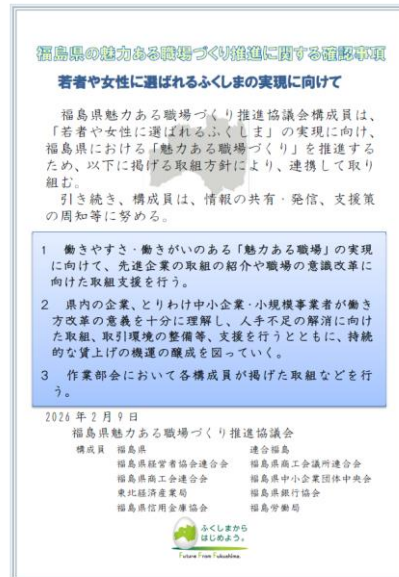 福島県の魅力ある職場づくり推進に関する確認事項
若者や女性に選ばれるふくしまの実現に向けて
福島県魅力ある職場づくり推進協議会構成員は、
「若者や女性に選ばれるふくしま」の実現に向け、
福島県における「魅力ある職場づくり」を推進する
ため、以下に掲げる取組方針により、連携して取り
組む。
引き続き、構成員は、情報の共有・発信、支援策
の周知等に努める。
1 働きやすさ・働きがいのある「魅力ある職場」の実現
に向けて、先進企業の取組の紹介や職場の意識改革に
向けた取組支援を行う。
2 県内の企業、とりわけ中小企業・小規模事業者が働き
方改革の意義を十分に理解し、人手不足の解消に向け
た取組、取引環境の整備等、支援を行うとともに、持続
的な賃上げの機運の醸成を図っていく。
3 作業部会において各構成員が掲げた取組などを行
う。
2026年2月9日
福島県魅力ある職場づくり推進協議会
構成員 福島県 連合福島
福島県経営者協会連合会 福島県商工会議所連合会
福島県商工会連合会 福島県中小企業団体中央会
東北経済産業局 福島県銀行協会
福島県信用金庫協会 福島労働局
ふくしまから
はじめよう。
Future From Fukushima.